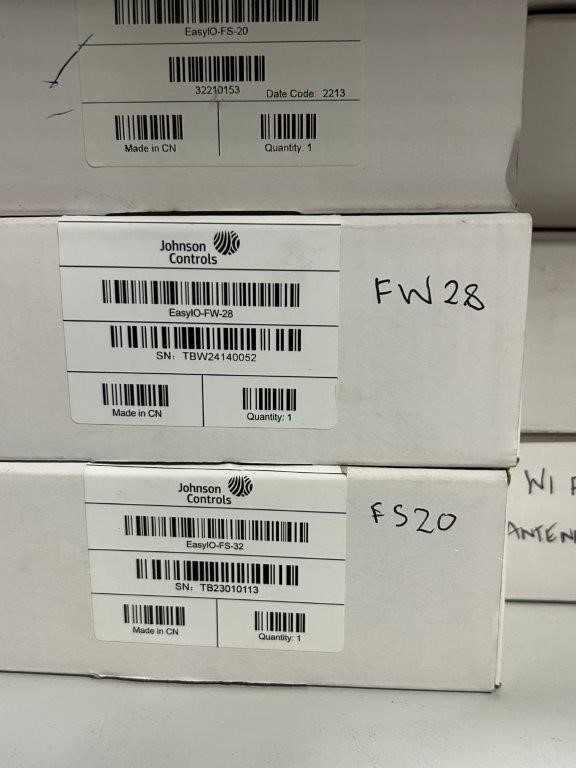 EasyIO-FS-20
32210153
Date Code: 2213
Made in CN
Quantity: 1
Johnson
Controls
EasyIO-FW-28
SN: TBW24140052
Made in CN
Quantity: 1
FW28
Johnson
Controls
EasyIO-FS-32
SN: TB23010113
Made in CN
Quantity: 1
FS20
WI
ANTEN